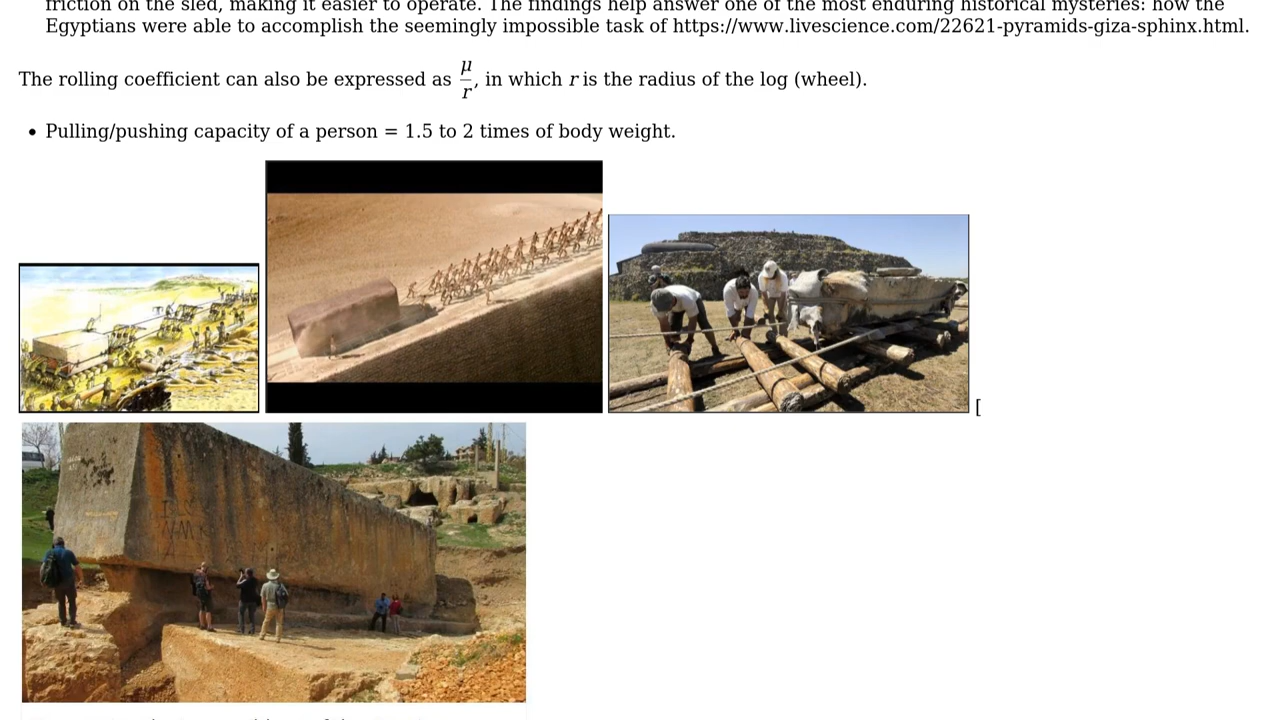 friction on the sled, making it easier to operate. The findings help answer one of the most enduring historical mysteries: how the
Egyptians were able to accomplish the seemingly impossible task of https://www.livescience.com/22621-pyramids-giza-sphinx.html.
The rolling coefficient can also be expressed as μ/r, in which r is the radius of the log (wheel).
• Pulling/pushing capacity of a person = 1.5 to 2 times of body weight.
[